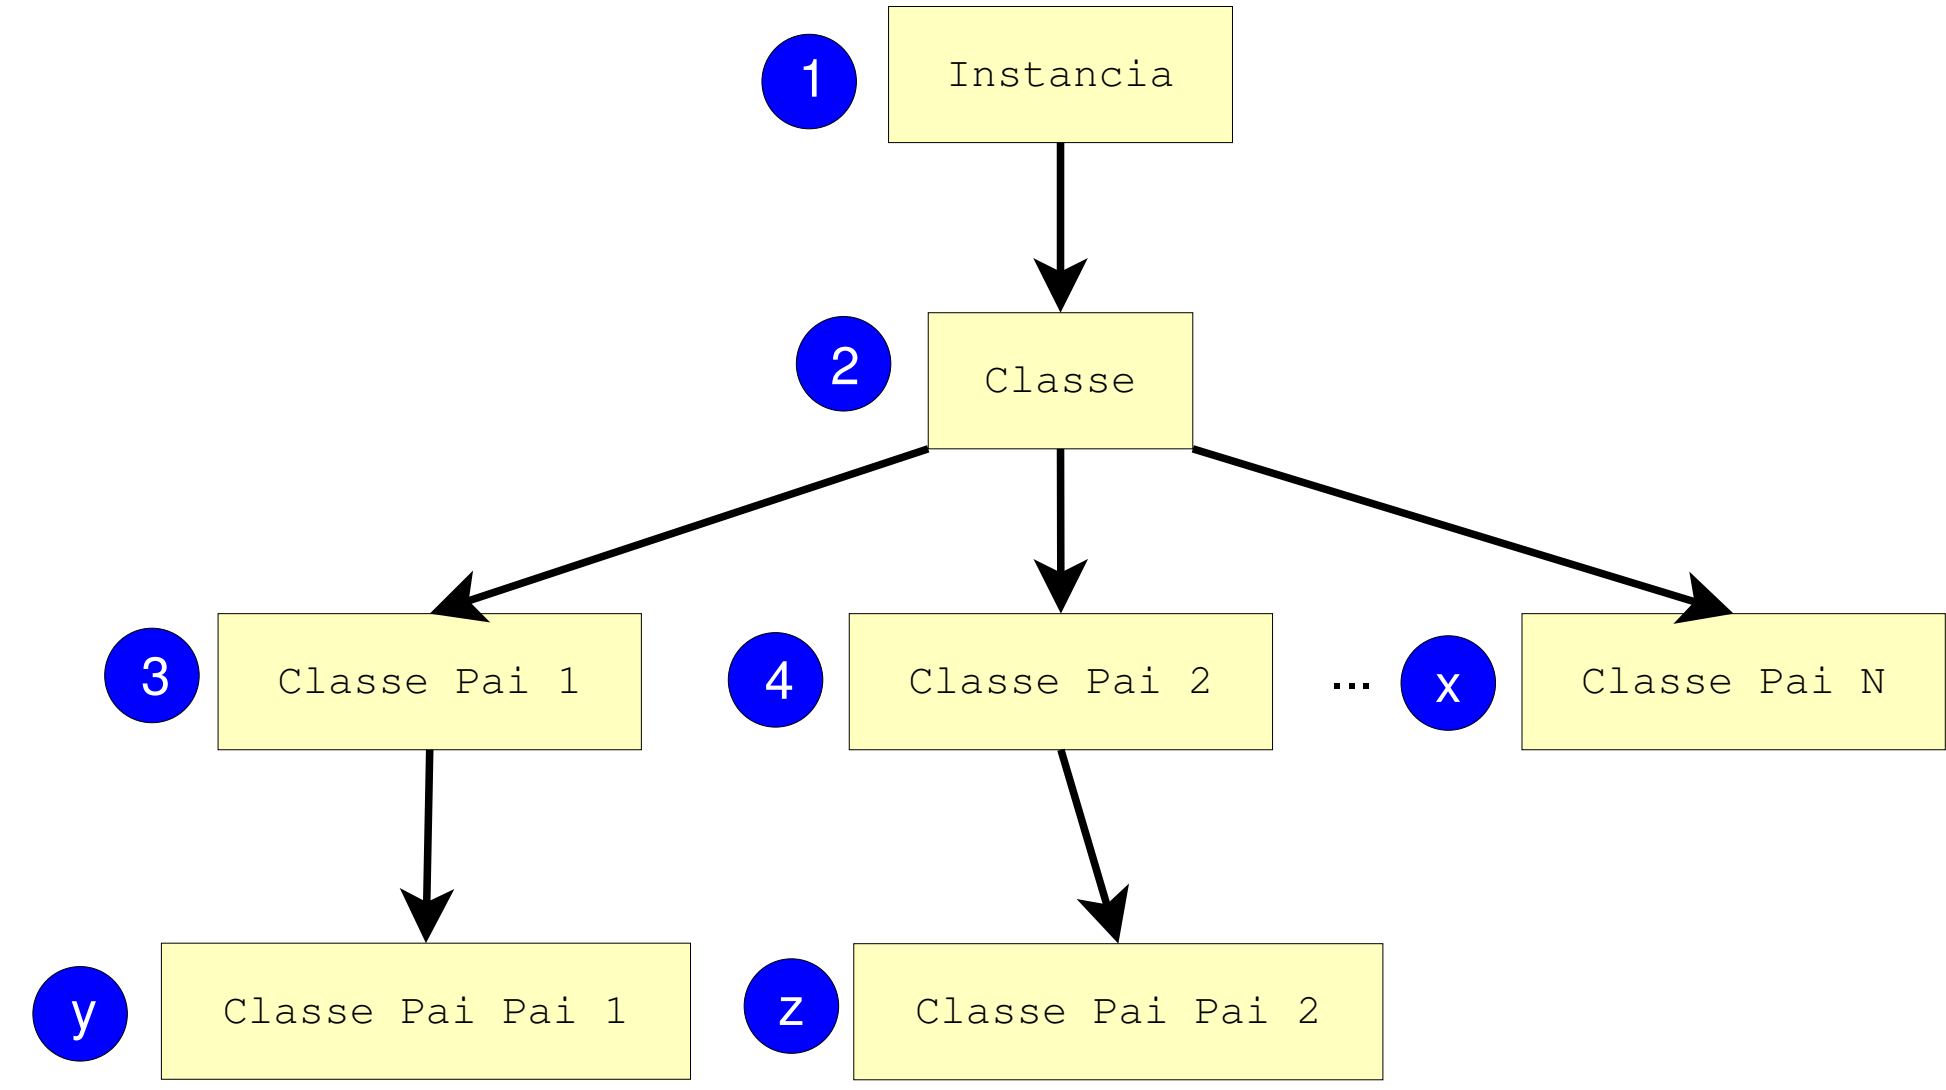 1 Instancia
2 Classe
3 Classe Pai 1
4 Classe Pai 2
...
x Classe Pai N
y Classe Pai Pai 1
z Classe Pai Pai 2